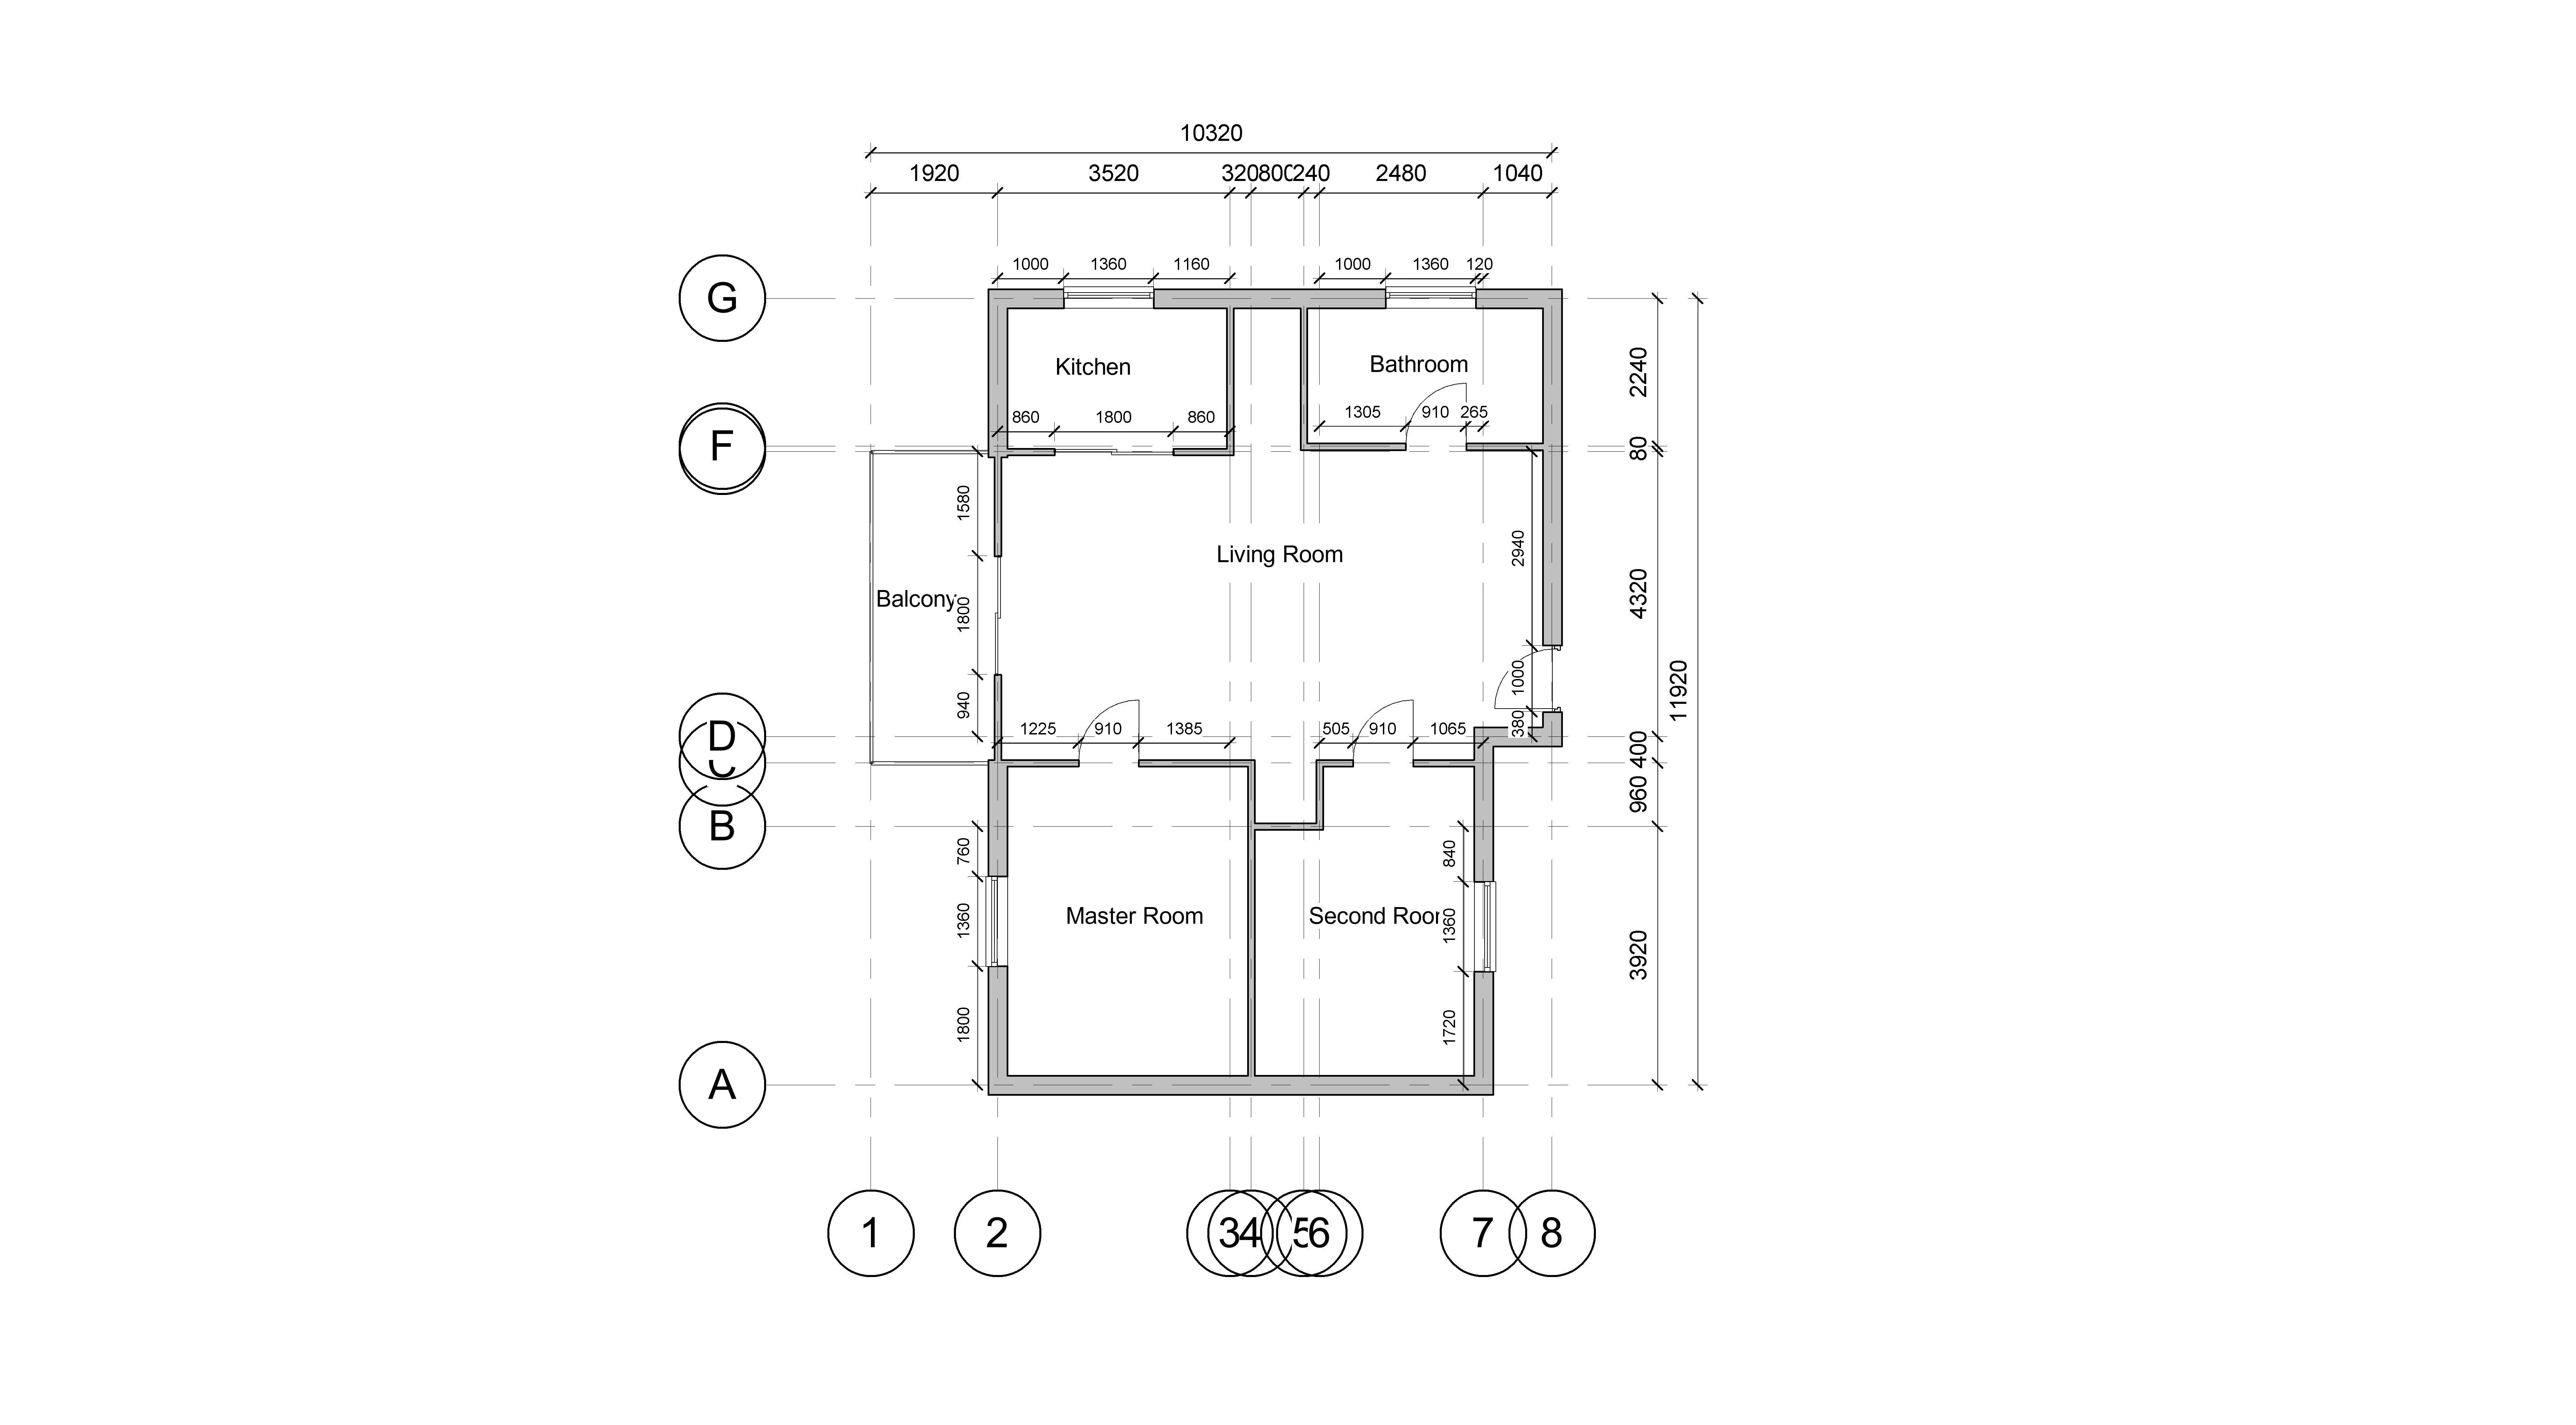 10320
1920 3520 320 800 240 2480 1040
1000 1360 1160 1000 1360 120
G
Kitchen Bathroom
2240
860 1800 860 1305 910 265
F
80
1580
2940
Living Room
4320
Balcony
1800
1000
11920
940
1225 910 1385 505 910 1065
380
D
400
C
960
B
760 840
Master Room Second Room
1360 1360
3920
1800 1720
A
1 2 3 4 5 6 7 8